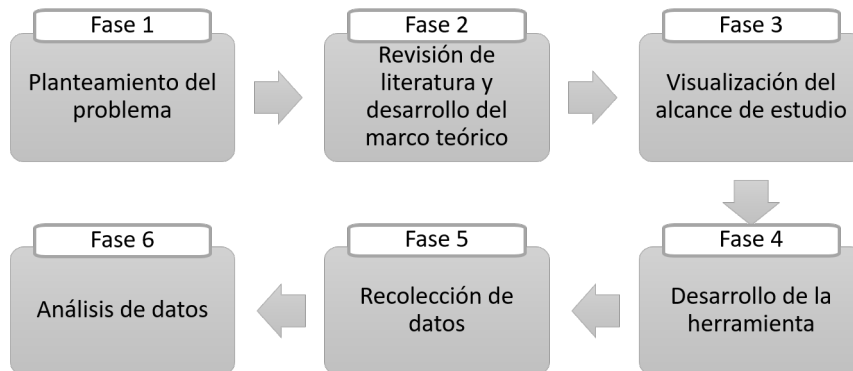 Fase 1
Planteamiento del
problema
Fase 2
Revisión de
literatura y
desarrollo del
marco teórico
Fase 3
Visualización del
alcance de estudio
Fase 4
Desarrollo de la
herramienta
Fase 5
Recolección de
datos
Fase 6
Análisis de datos